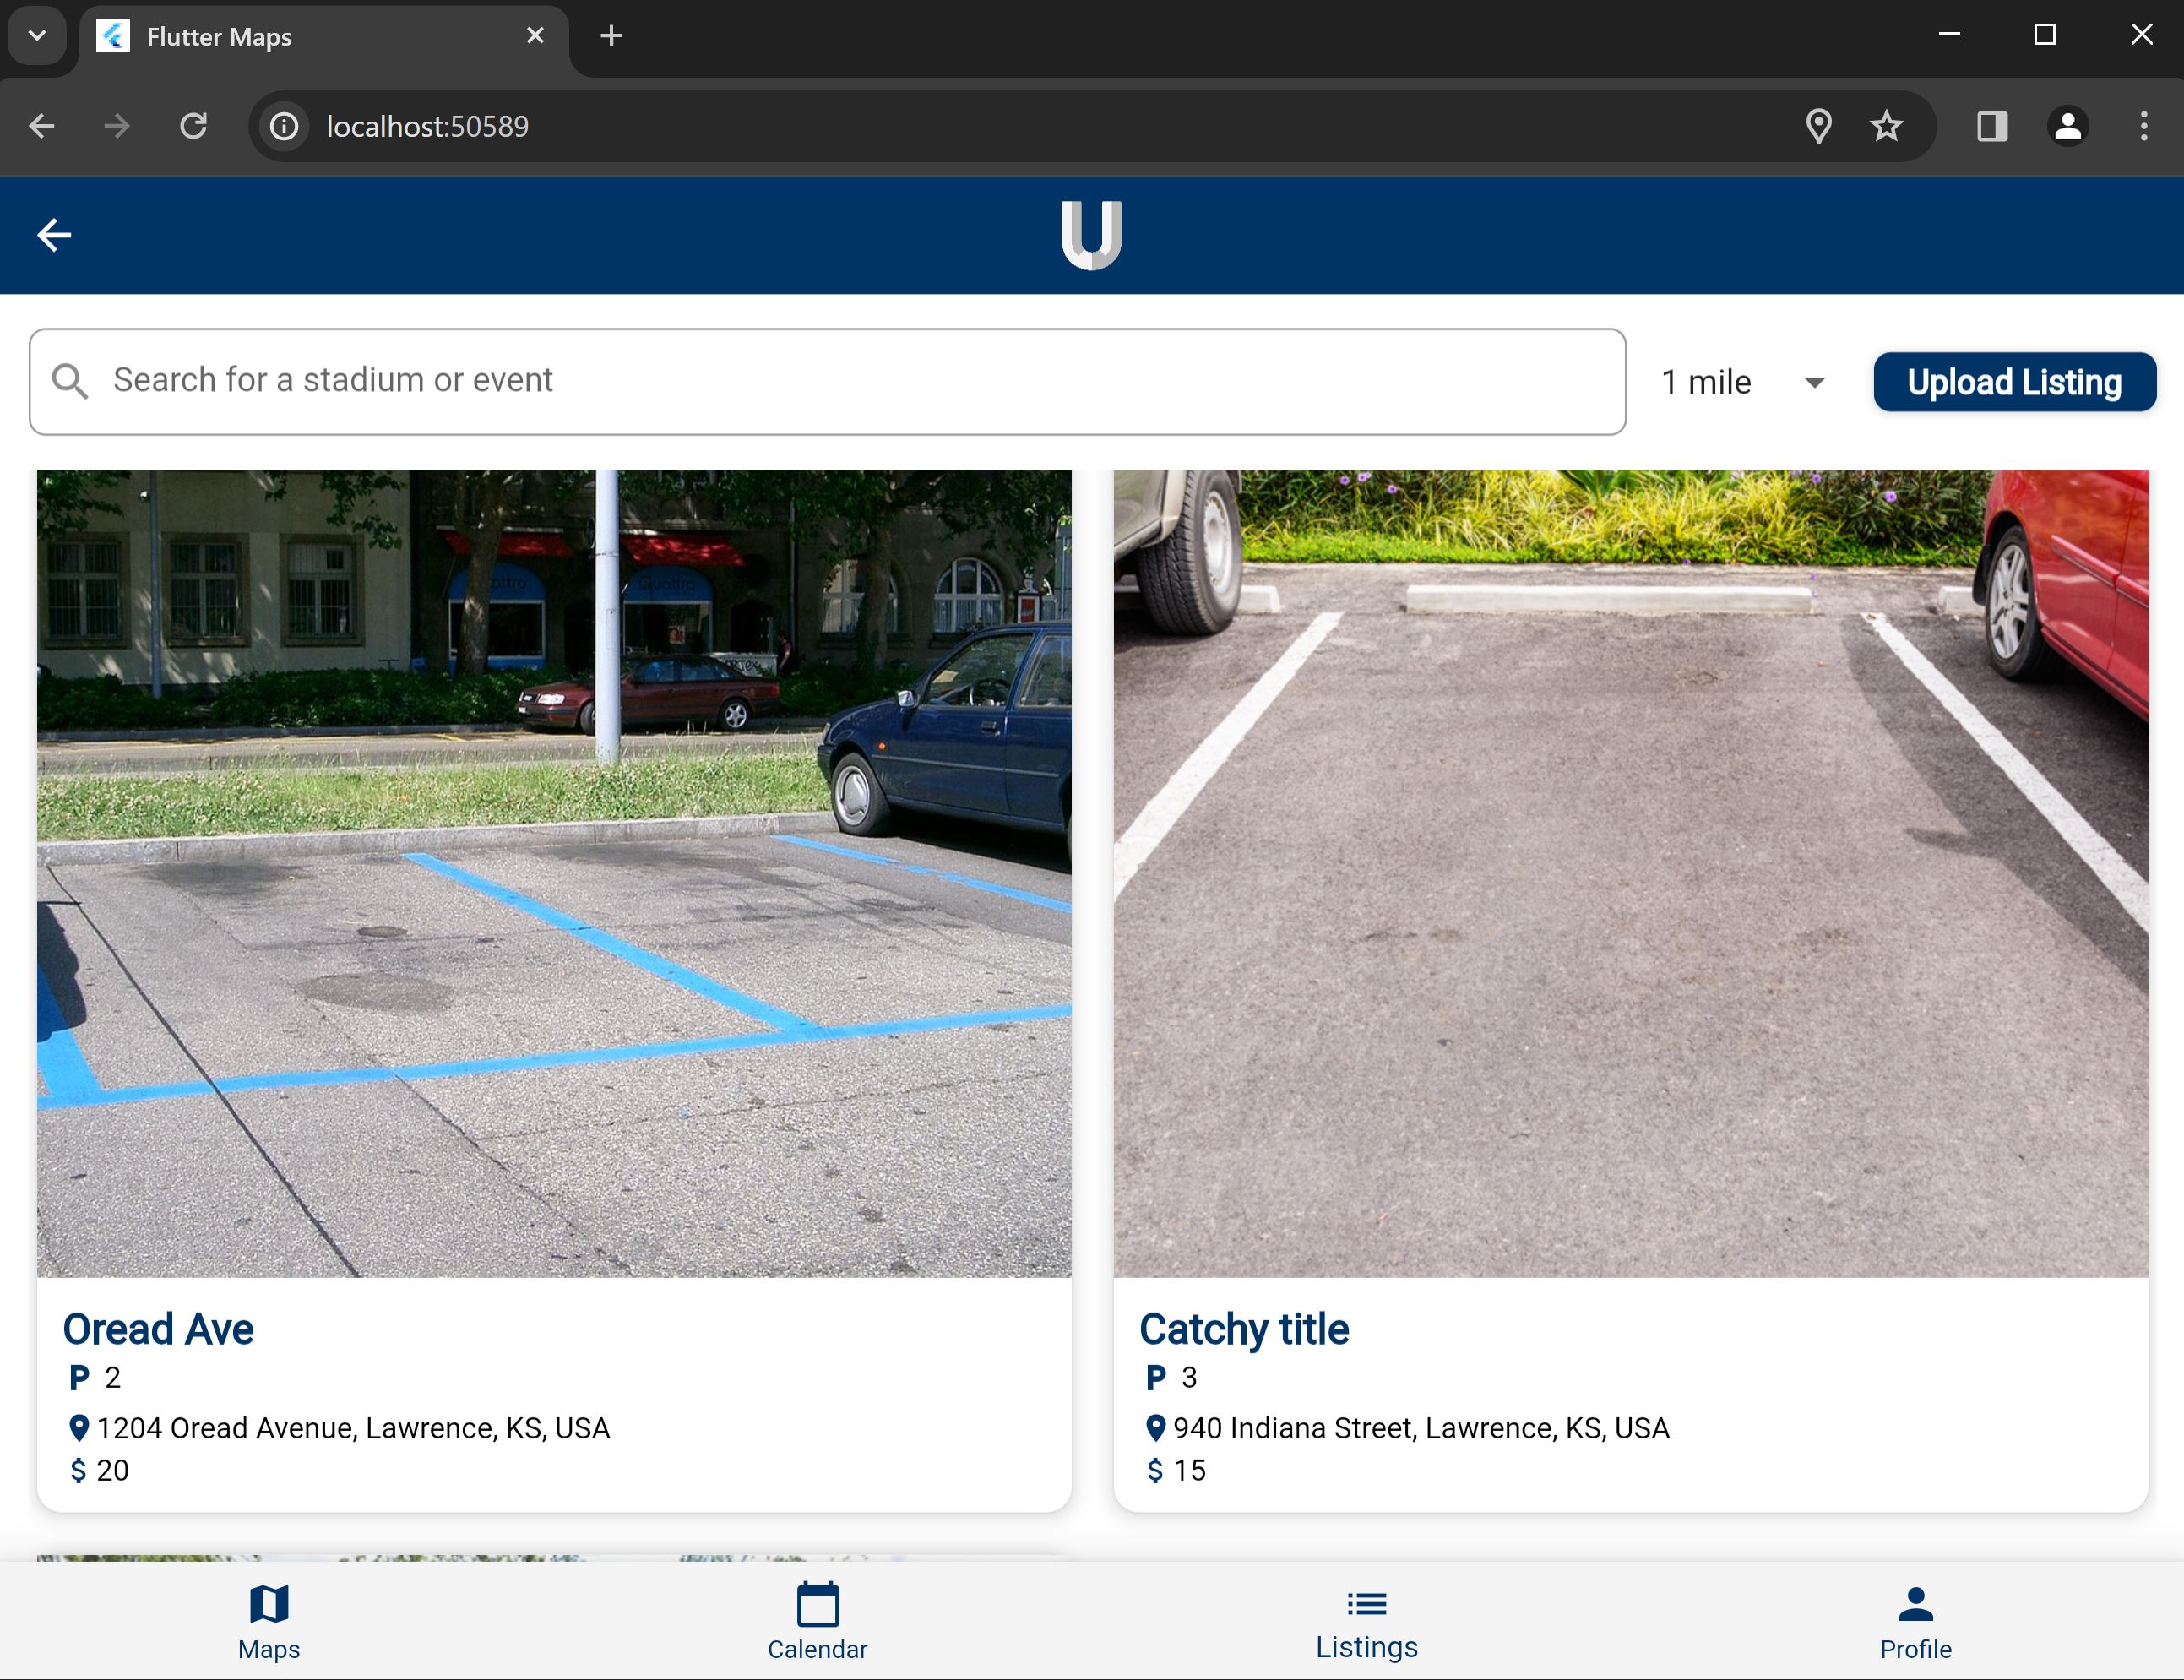 Flutter Maps
localhost:50589
U
Search for a stadium or event
1 mile
Upload Listing
Quattro
Oread Ave
P 2
1204 Oread Avenue, Lawrence, KS, USA
$ 20
Catchy title
P 3
940 Indiana Street, Lawrence, KS, USA
$ 15
Maps
Calendar
Listings
Profile